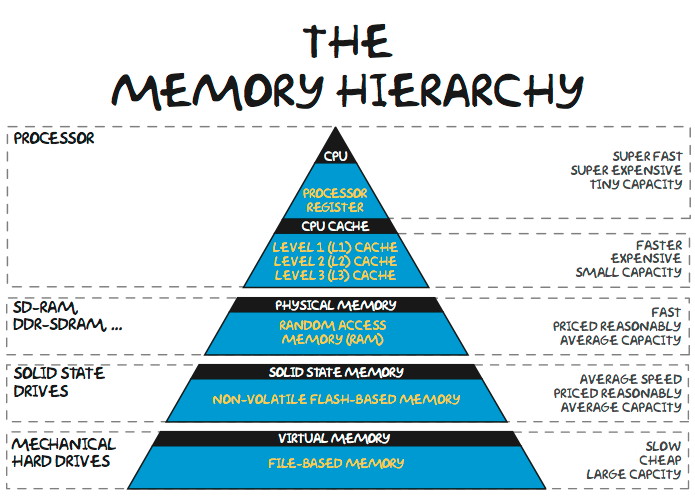 THE
MEMORY HIERARCHY
PROCESSOR
CPU
PROCESSOR
REGISTER
SUPER FAST
SUPER EXPENSIVE
TINY CAPACITY
CPU CACHE
LEVEL 1 (L1) CACHE
LEVEL 2 (L2) CACHE
LEVEL 3 (L3) CACHE
FASTER
EXPENSIVE
SMALL CAPACITY
SD-RAM,
DDR-SDRAM, ...
PHYSICAL MEMORY
RANDOM ACCESS
MEMORY (RAM)
FAST
PRICED REASONABLY
AVERAGE CAPACITY
SOLID STATE
DRIVES
SOLID STATE MEMORY
NON-VOLATILE FLASH-BASED MEMORY
AVERAGE SPEED
PRICED REASONABLY
AVERAGE CAPACITY
MECHANICAL
HARD DRIVES
VIRTUAL MEMORY
FILE-BASED MEMORY
SLOW
CHEAP
LARGE CAPCITY